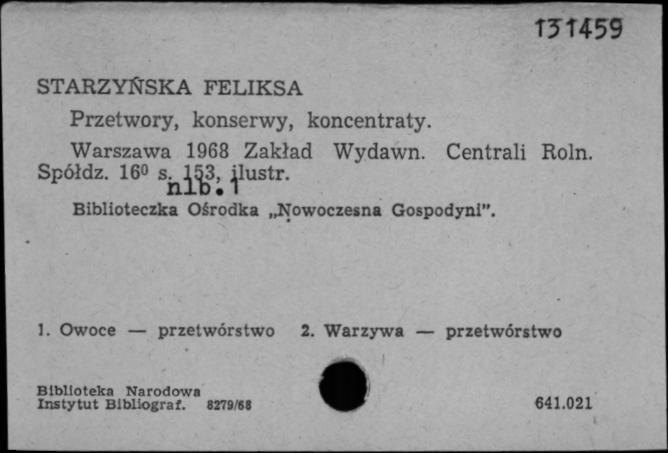 131459
STARZYŃSKA FELIKSA
Przetwory, konserwy, koncentraty.
Warszawa 1968 Zakład Wydawn. Centrali Roln.
Spółdz. 16⁰ s. 153, ilustr.
nlb.1
Biblioteczka Ośrodka „Nowoczesna Gospodyni”.
1. Owoce — przetwórstwo 2. Warzywa — przetwórstwo
Biblioteka Narodowa
Instytut Bibliograf. 8279/68 641.021